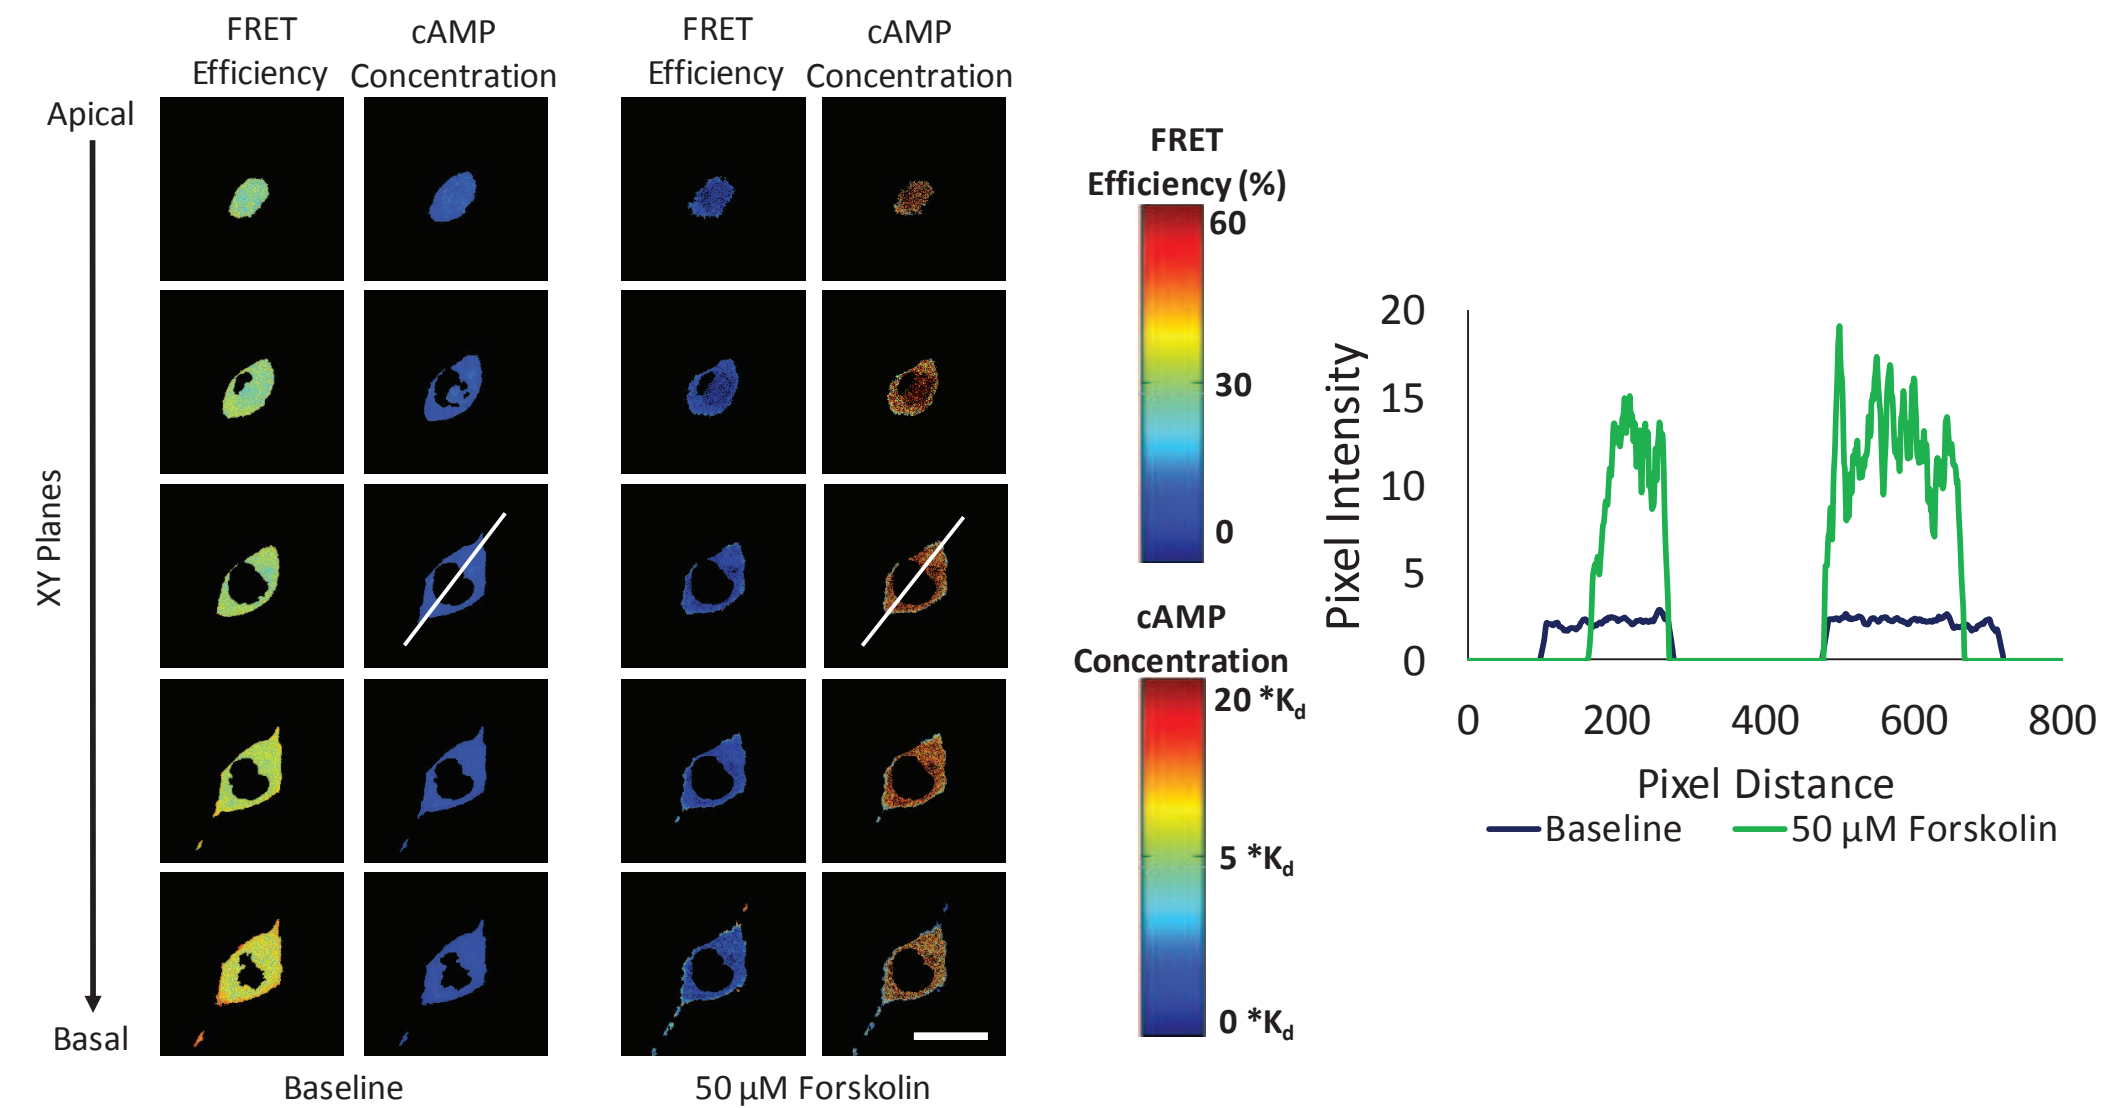 FRET
Efficiency
cAMP
Concentration
FRET
Efficiency
cAMP
Concentration
Apical
XY Planes
Basal
Baseline
50 µM Forskolin
FRET
Efficiency (%)
60
30
0
cAMP
Concentration
20 *Kd
5 *Kd
0 *Kd
Pixel Intensity
20
15
10
5
0
0 200 400 600 800
Pixel Distance
Baseline 50 µM Forskolin